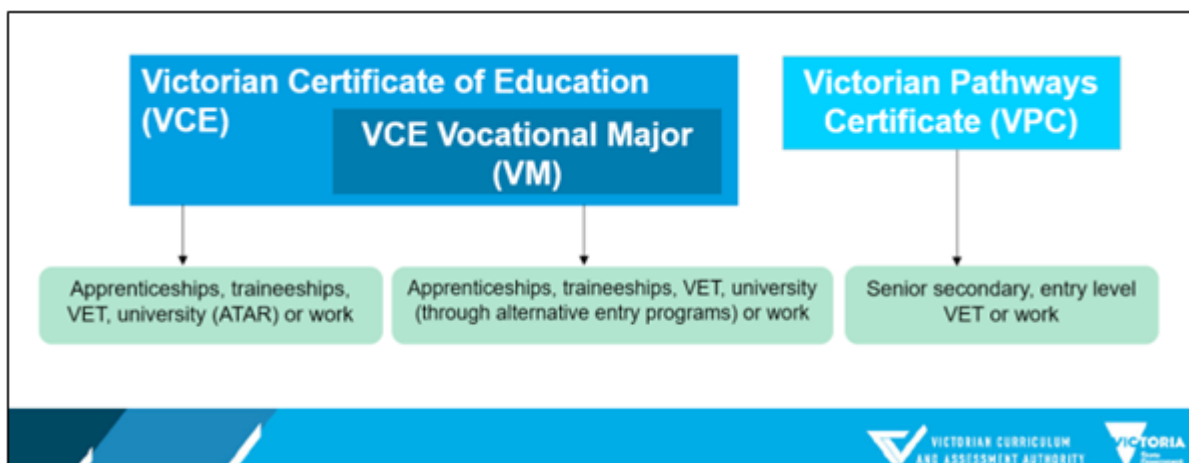 Victorian Certificate of Education
(VCE)
VCE Vocational Major
(VM)
Victorian Pathways
Certificate (VPC)
Apprenticeships, traineeships,
VET, university (ATAR) or work
Apprenticeships, traineeships, VET, university
(through alternative entry programs) or work
Senior secondary, entry level
VET or work
VICTORIAN CURRICULUM
AND ASSESSMENT AUTHORITY
VICTORIA
State
Government